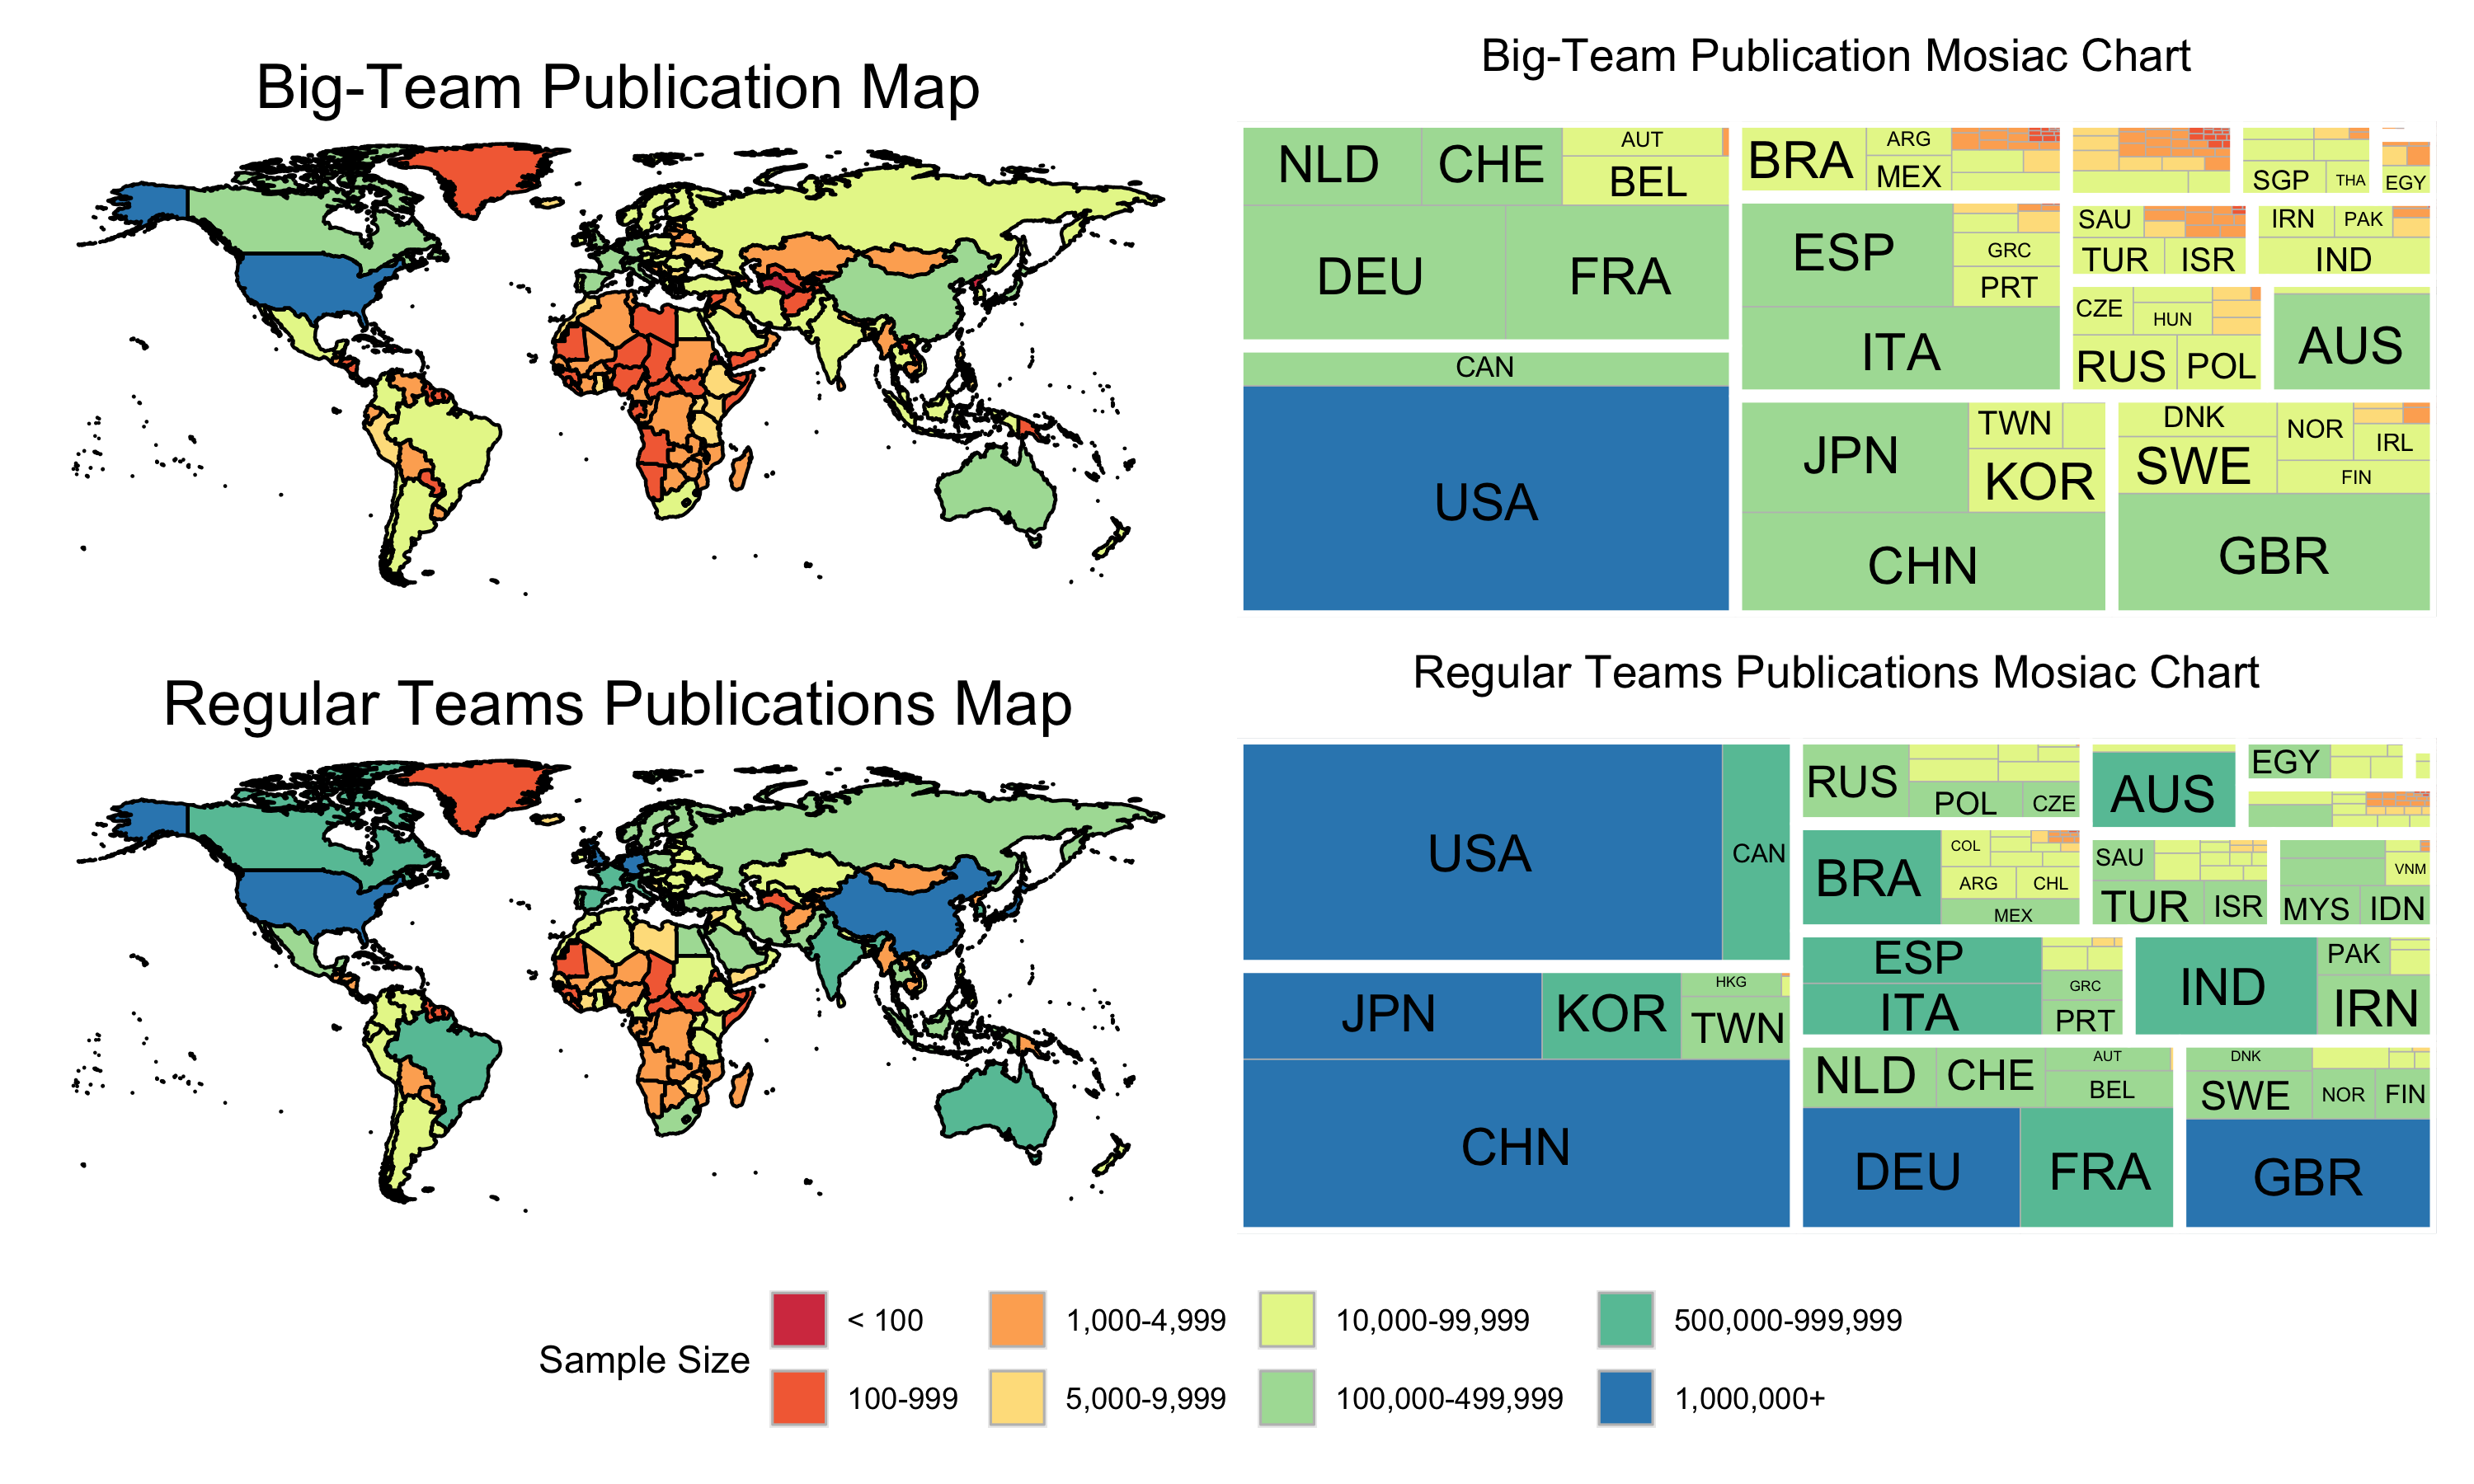 Big-Team Publication Map
Big-Team Publication Mosiac Chart
NLD
CHE
AUT
BEL
DEU
FRA
CAN
USA
BRA
ARG
MEX
SGP
THA
EGY
ESP
GRC
PRT
ITA
SAU
TUR
ISR
IRN
PAK
IND
CZE
HUN
RUS
POL
AUS
JPN
TWN
KOR
CHN
DNK
SWE
NOR
IRL
FIN
GBR
Regular Teams Publications Map
Regular Teams Publications Mosiac Chart
USA
CAN
JPN
KOR
HKG
TWN
CHN
RUS
POL
CZE
AUS
EGY
BRA
COL
ARG
CHL
MEX
SAU
TUR
ISR
VNM
MYS
IDN
ESP
ITA
GRC
PRT
IND
PAK
IRN
NLD
CHE
AUT
BEL
DEU
FRA
DNK
SWE
NOR
FIN
GBR
Sample Size
< 100
100-999
1,000-4,999
5,000-9,999
10,000-99,999
100,000-499,999
500,000-999,999
1,000,000+